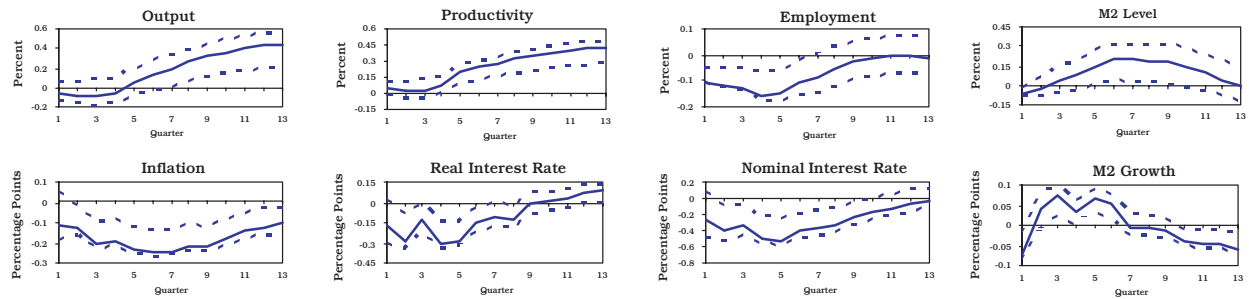 Output
Productivity
Employment
M2 Level
Percent
0.6
0.4
0.2
0
-0.2
1 3 5 7 9 11 13
Quarter
Percent
0.6
0.45
0.3
0.15
0
-0.15
1 3 5 7 9 11 13
Quarter
Percent
0.1
0
-0.1
-0.2
1 3 5 7 9 11 13
Quarter
Percent
0.45
0.3
0.15
0
-0.15
1 3 5 7 9 11 13
Quarter
Inflation
Real Interest Rate
Nominal Interest Rate
M2 Growth
Percentage Points
0.1
0
-0.1
-0.2
-0.3
1 3 5 7 9 11 13
Quarter
Percentage Points
0.15
0
-0.15
-0.3
-0.45
1 3 5 7 9 11 13
Quarter
Percentage Points
0.2
0
-0.2
-0.4
-0.6
-0.8
1 3 5 7 9 11 13
Quarter
Percentage Points
0.1
0.05
0
-0.05
-0.1
1 3 5 7 9 11 13
Quarter